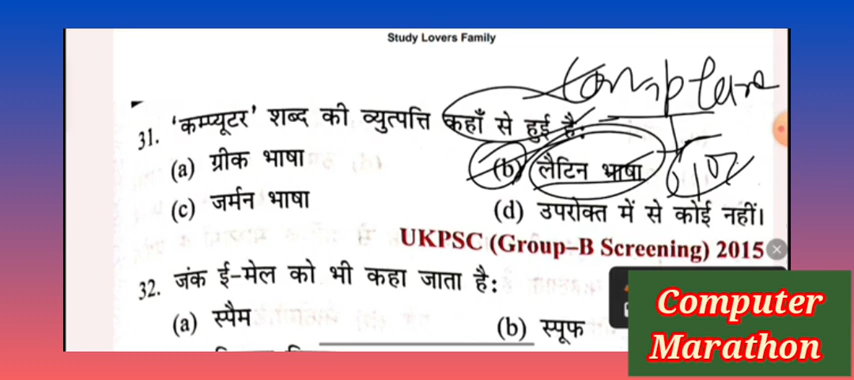 Study Lovers Family
31. 'कम्प्यूटर' शब्द की व्युत्पत्ति कहाँ से हुई है:
(a) ग्रीक भाषा (b) लैटिन भाषा
(c) जर्मन भाषा (d) उपरोक्त में से कोई नहीं।
UKPSC (Group–B Screening) 2015
32. जंक ई-मेल को भी कहा जाता है:
(a) स्पैम (b) स्पूफ
Computer
Marathon